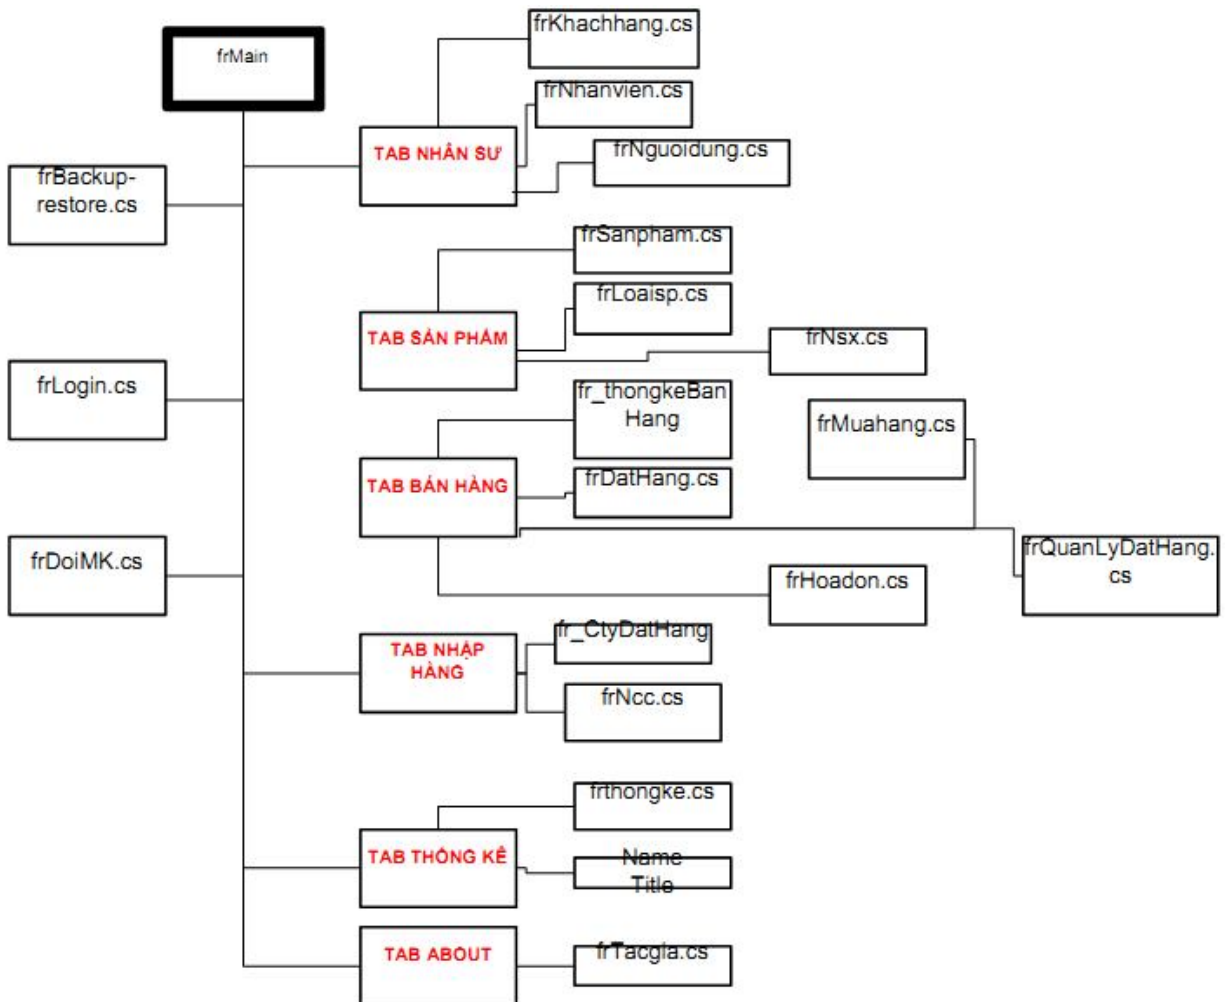 frMain
frKhachhang.cs
frNhanvien.cs
TAB NHÂN SƯ
frNguoidung.cs
frBackup-
restore.cs
frSanpham.cs
frLoaisp.cs
TAB SẢN PHẨM
frNsx.cs
frLogin.cs
fr_thongkeBan
Hang
frMuahang.cs
TAB BÁN HÀNG
frDatHang.cs
frDoiMK.cs
frQuanLyDatHang.
cs
frHoadon.cs
fr_CtyDatHang
TAB NHẬP
HÀNG
frNcc.cs
frthongke.cs
TAB THỐNG KÊ
Name
Title
TAB ABOUT
frTacgia.cs